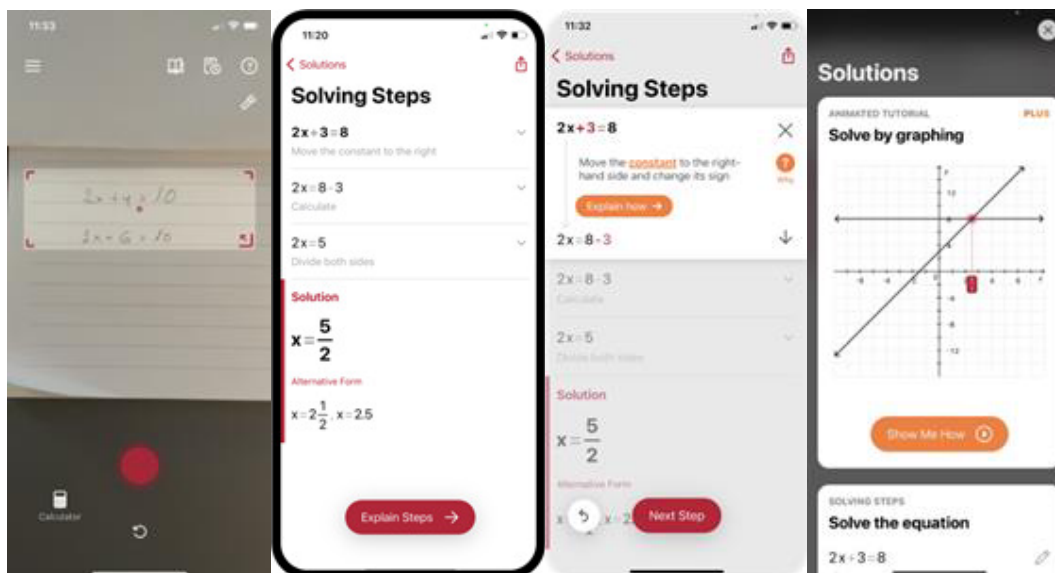 11:33
2x+4=10
2x+6=10
Calculator
11:20
Solutions
Solving Steps
2x+3=8
Move the constant to the right
2x=8-3
Calculate
2x=5
Divide both sides
Solution
x=5/2
Alternative Form
x=2 1/2, x=2.5
Explain Steps →
11:32
Solutions
Solving Steps
2x+3=8
Move the constant to the right-
hand side and change its sign
Why
Explain how →
2x=8-3
2x=8-3
Calculate
2x=5
Divide both sides
Solution
x=5/2
Alternative Form
Next Step
Solutions
ANIMATED TUTORIAL PLUS
Solve by graphing
Show Me How
SOLVING STEPS
Solve the equation
2x+3=8